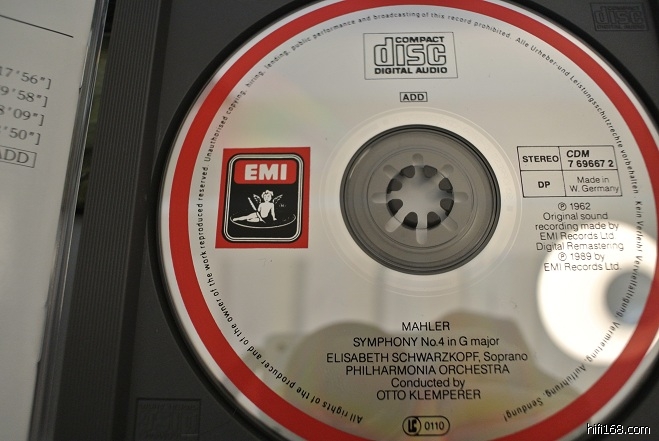 17'56"]
9'58"]
8'09"]
'50"]
ADD
COMPACT
disc
DIGITAL AUDIO
ADD
EMI
STEREO
CDM
7 69667 2
DP
Made in
W. Germany
℗ 1962
Original sound
recording made by
EMI Records Ltd.
Digital Remastering
℗ 1989 by
EMI Records Ltd.
MAHLER
SYMPHONY No.4 in G major
ELISABETH SCHWARZKOPF, Soprano
PHILHARMONIA ORCHESTRA
Conducted by
OTTO KLEMPERER
LC 0110
All rights of the producer and of the owner of the work reproduced reserved. Unauthorised copying, hiring, lending, public performance and broadcasting of this record prohibited. Alle Urheber- und Leistungsschutzrechte vorbehalten. Kein Verleih! Vervielfältigung, Vermietung, Aufführung, Sendung!
disc
hifi168.com